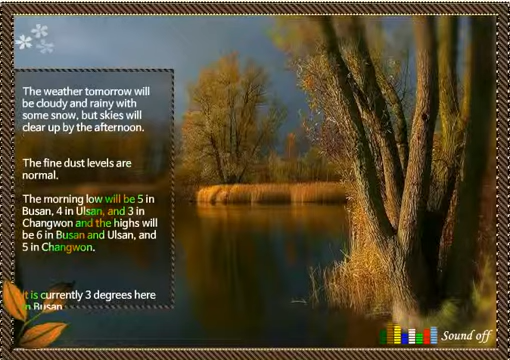 The weather tomorrow will
be cloudy and rainy with
some snow, but skies will
clear up by the afternoon.
The fine dust levels are
normal.
The morning low will be 5 in
Busan, 4 in Ulsan, and 3 in
Changwon and the highs will
be 6 in Busan and Ulsan, and
5 in Changwon.
It is currently 3 degrees here
in Busan
Sound off